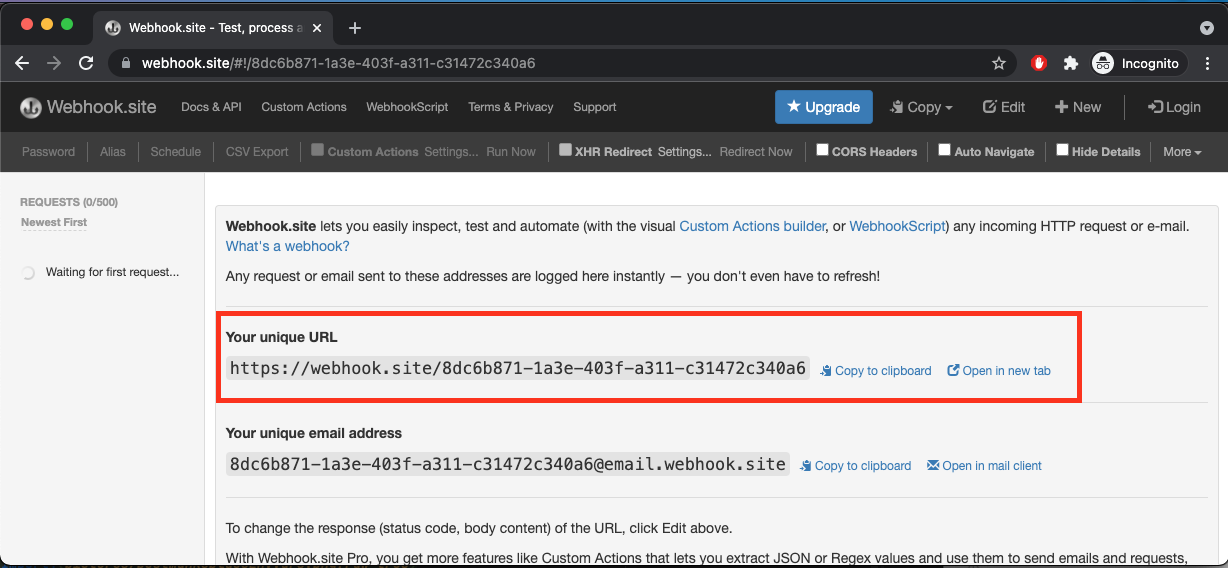 Webhook.site - Test, process a
webhook.site/#!/8dc6b871-1a3e-403f-a311-c31472c340a6
Incognito
Webhook.site Docs & API Custom Actions WebhookScript Terms & Privacy Support Upgrade Copy Edit New Login
Password Alias Schedule CSV Export Custom Actions Settings... Run Now XHR Redirect Settings... Redirect Now CORS Headers Auto Navigate Hide Details More
REQUESTS (0/500)
Newest First
Waiting for first request...
Webhook.site lets you easily inspect, test and automate (with the visual Custom Actions builder, or WebhookScript) any incoming HTTP request or e-mail.
What's a webhook?
Any request or email sent to these addresses are logged here instantly — you don't even have to refresh!
Your unique URL
https://webhook.site/8dc6b871-1a3e-403f-a311-c31472c340a6 Copy to clipboard Open in new tab
Your unique email address
8dc6b871-1a3e-403f-a311-c31472c340a6@email.webhook.site Copy to clipboard Open in mail client
To change the response (status code, body content) of the URL, click Edit above.
With Webhook.site Pro, you get more features like Custom Actions that lets you extract JSON or Regex values and use them to send emails and requests,